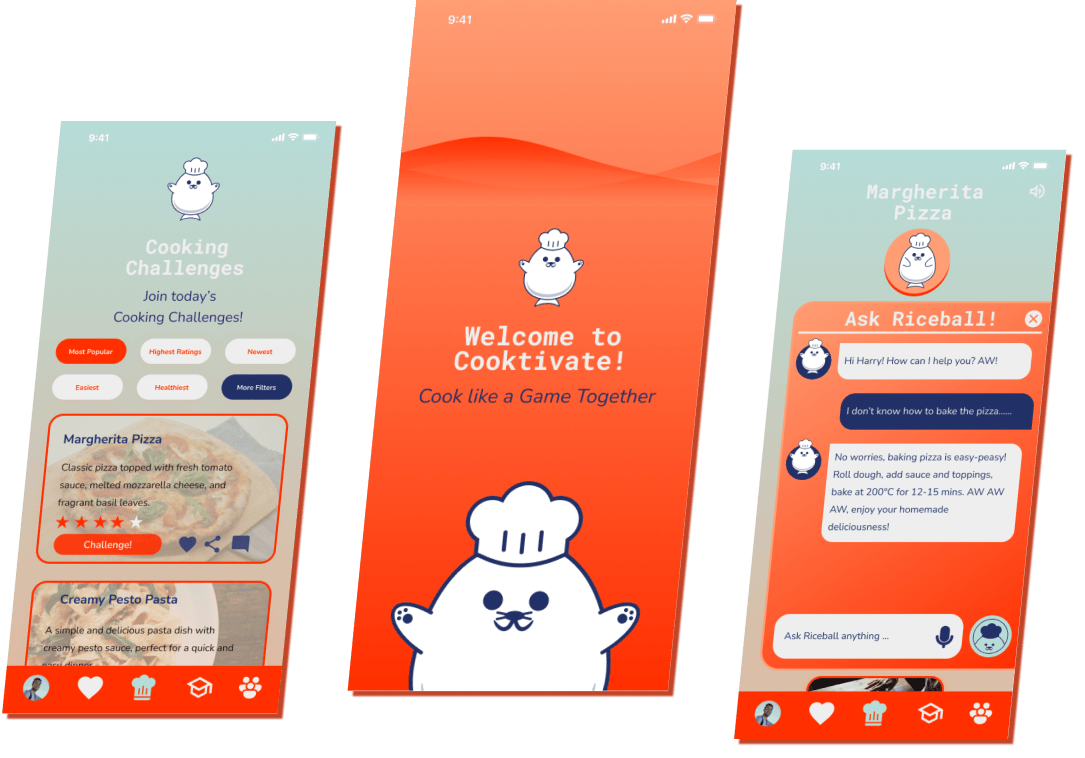 9:41
Cooking
Challenges
Join today's
Cooking Challenges!
Most Popular
Highest Ratings
Newest
Easiest
Healthiest
More Filters
Margherita Pizza
Classic pizza topped with fresh tomato
sauce, melted mozzarella cheese, and
fragrant basil leaves.
Challenge!
Creamy Pesto Pasta
A simple and delicious pasta dish with
creamy pesto sauce, perfect for a quick and
easy dinner.
9:41
Welcome to
Cooktivate!
Cook like a Game Together
9:41
Margherita
Pizza
Ask Riceball!
Hi Harry! How can I help you? AW!
I don't know how to bake the pizza......
No worries, baking pizza is easy-peasy!
Roll dough, add sauce and toppings,
bake at 200°C for 12-15 mins. AW AW
AW, enjoy your homemade
deliciousness!
Ask Riceball anything ...